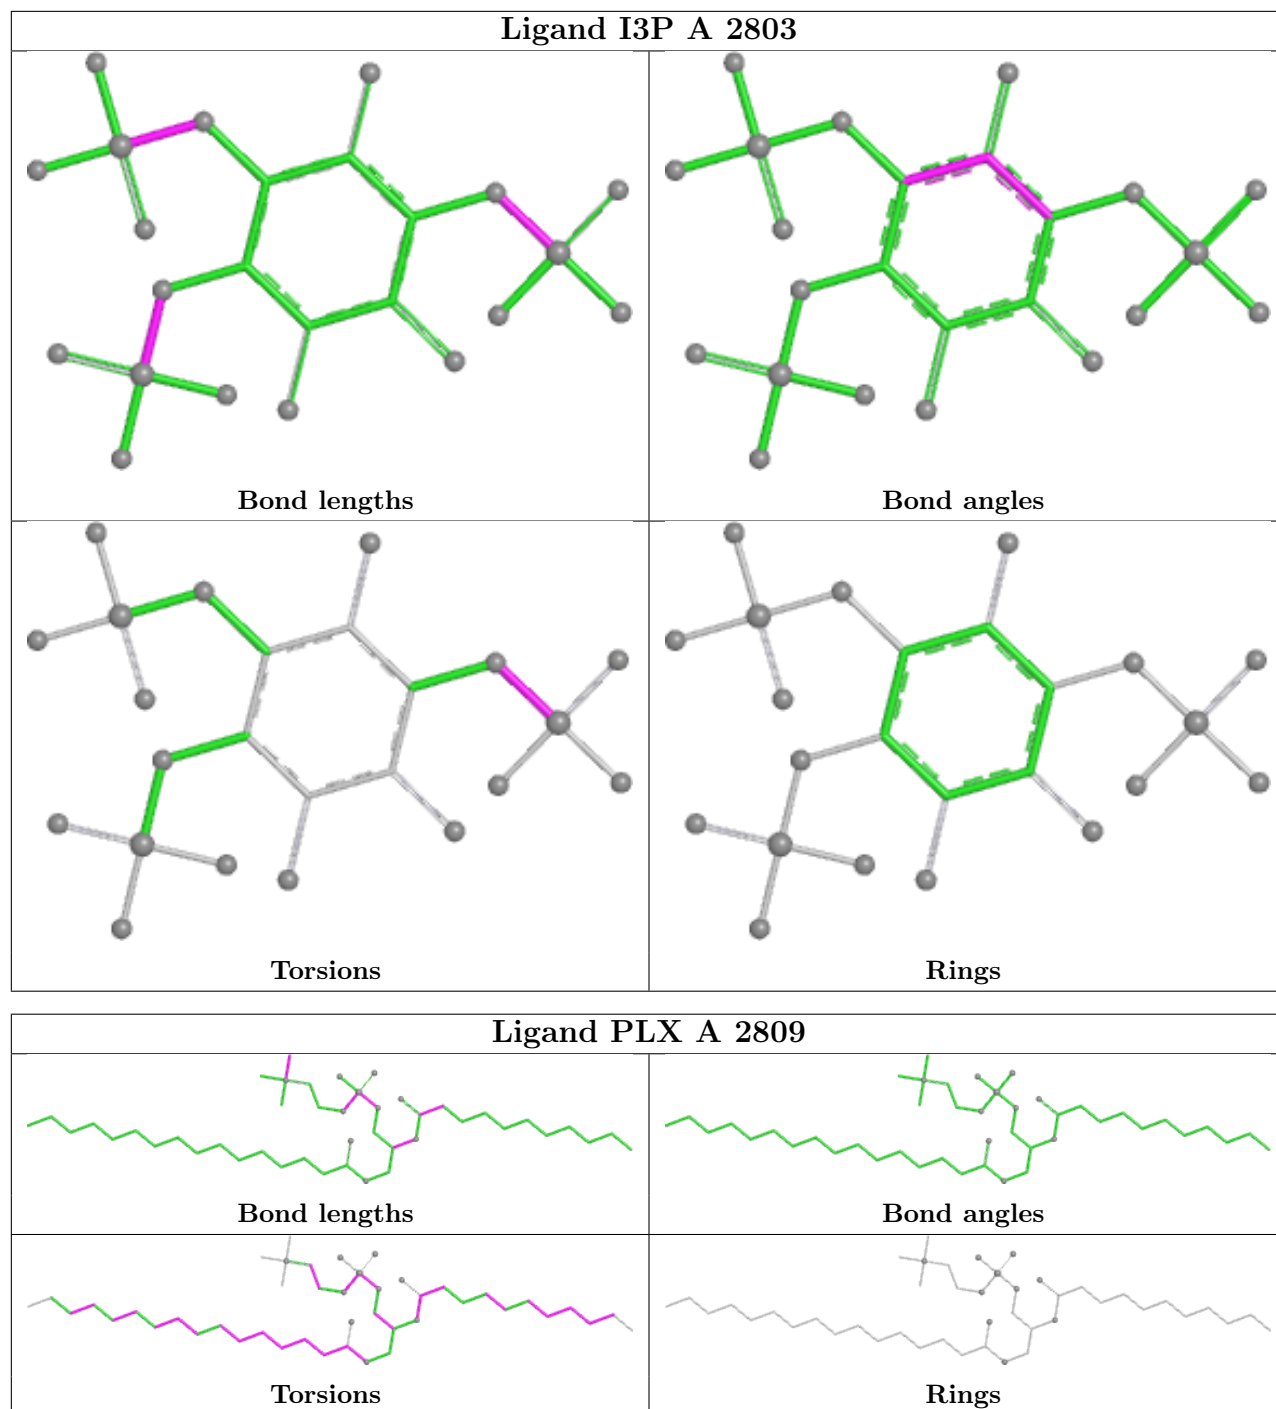 Ligand I3P A 2803
Bond lengths
Bond angles
Torsions
Rings
Ligand PLX A 2809
Bond lengths
Bond angles
Torsions
Rings